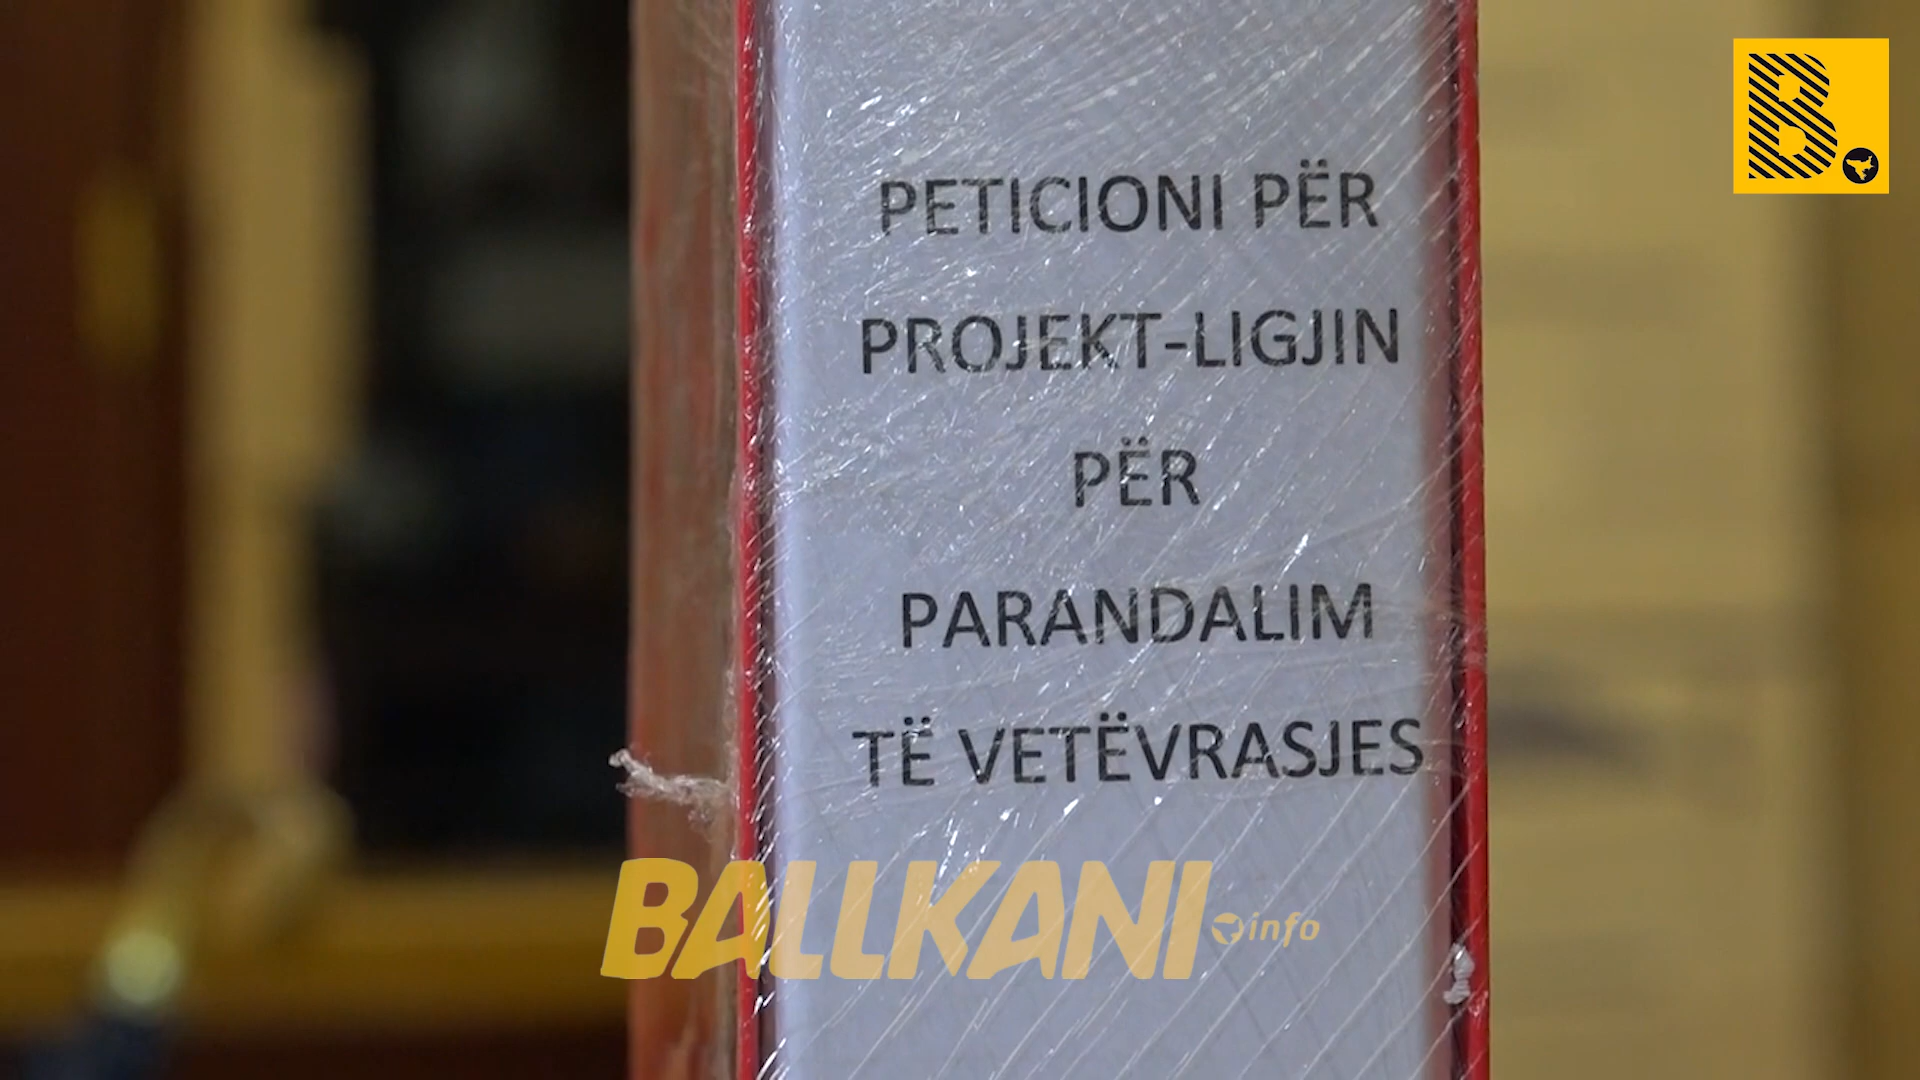 B.
PETICIONI PËR
PROJEKT-LIGJIN
PËR
PARANDALIM
TË VETËVRASJES
BALLKANI info